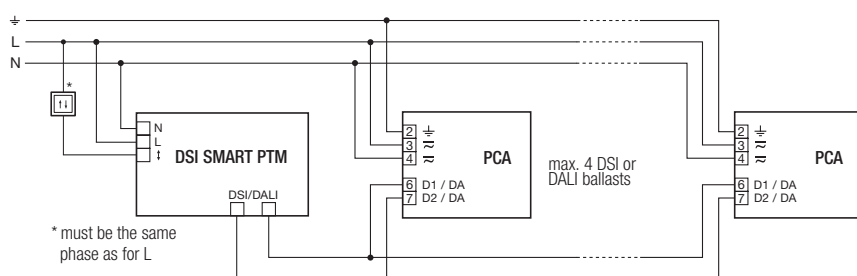 L
N
*
N
L
DSI SMART PTM
DSI/DALI
* must be the same
phase as for L
2
3
4
PCA
6 D1 / DA
7 D2 / DA
max. 4 DSI or
DALI ballasts
2
3
4
PCA
6 D1 / DA
7 D2 / DA